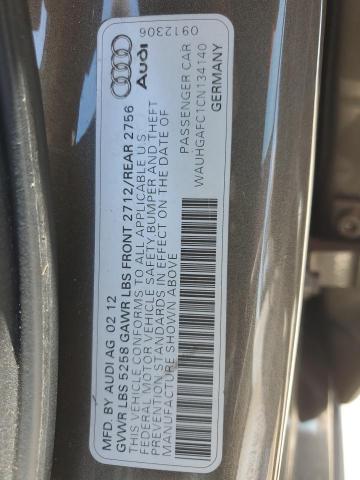 MFD. BY AUDI AG 02 12
GVWR LBS 5258 GAWR LBS FRONT 2712/REAR 2756
THIS VEHICLE CONFORMS TO ALL APPLICABLE U.S.
FEDERAL MOTOR VEHICLE SAFETY BUMPER AND THEFT
PREVENTION STANDARDS IN EFFECT ON THE DATE OF
MANUFACTURE SHOWN ABOVE
PASSENGER CAR
WAUHGAFC1CN134140
GERMANY
Audi
0912306